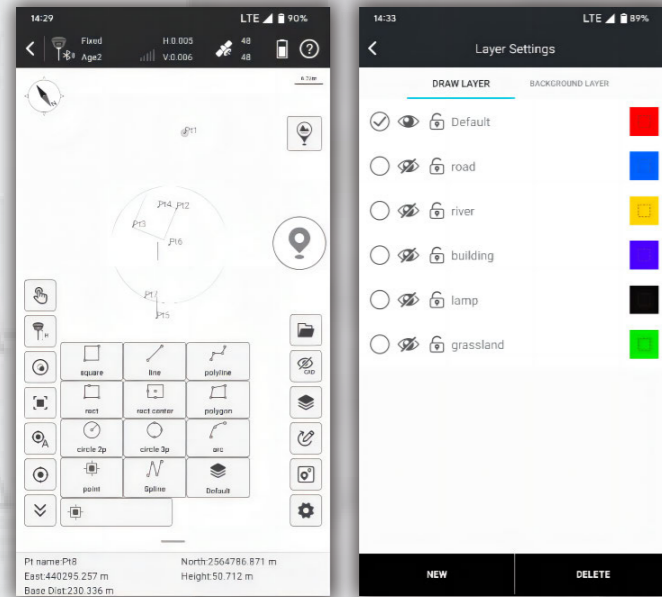 14:29
LTE 90%
Fixed
H:0.005
48
Age2
V:0.006
48
N
Pt1
Pt4
Pt2
Pt3
Pt6
Pt7
Pt5
H
CAD
A
square
line
polyline
rect
rect center
polygon
circle 2p
circle 3p
arc
point
Spline
Default
Pt name:Pt8
North:2564786.871 m
East:440295.257 m
Height:50.712 m
Base Dist:230.336 m
14:33
LTE 89%
Layer Settings
DRAW LAYER
BACKGROUND LAYER
Default
road
river
building
lamp
grassland
NEW
DELETE